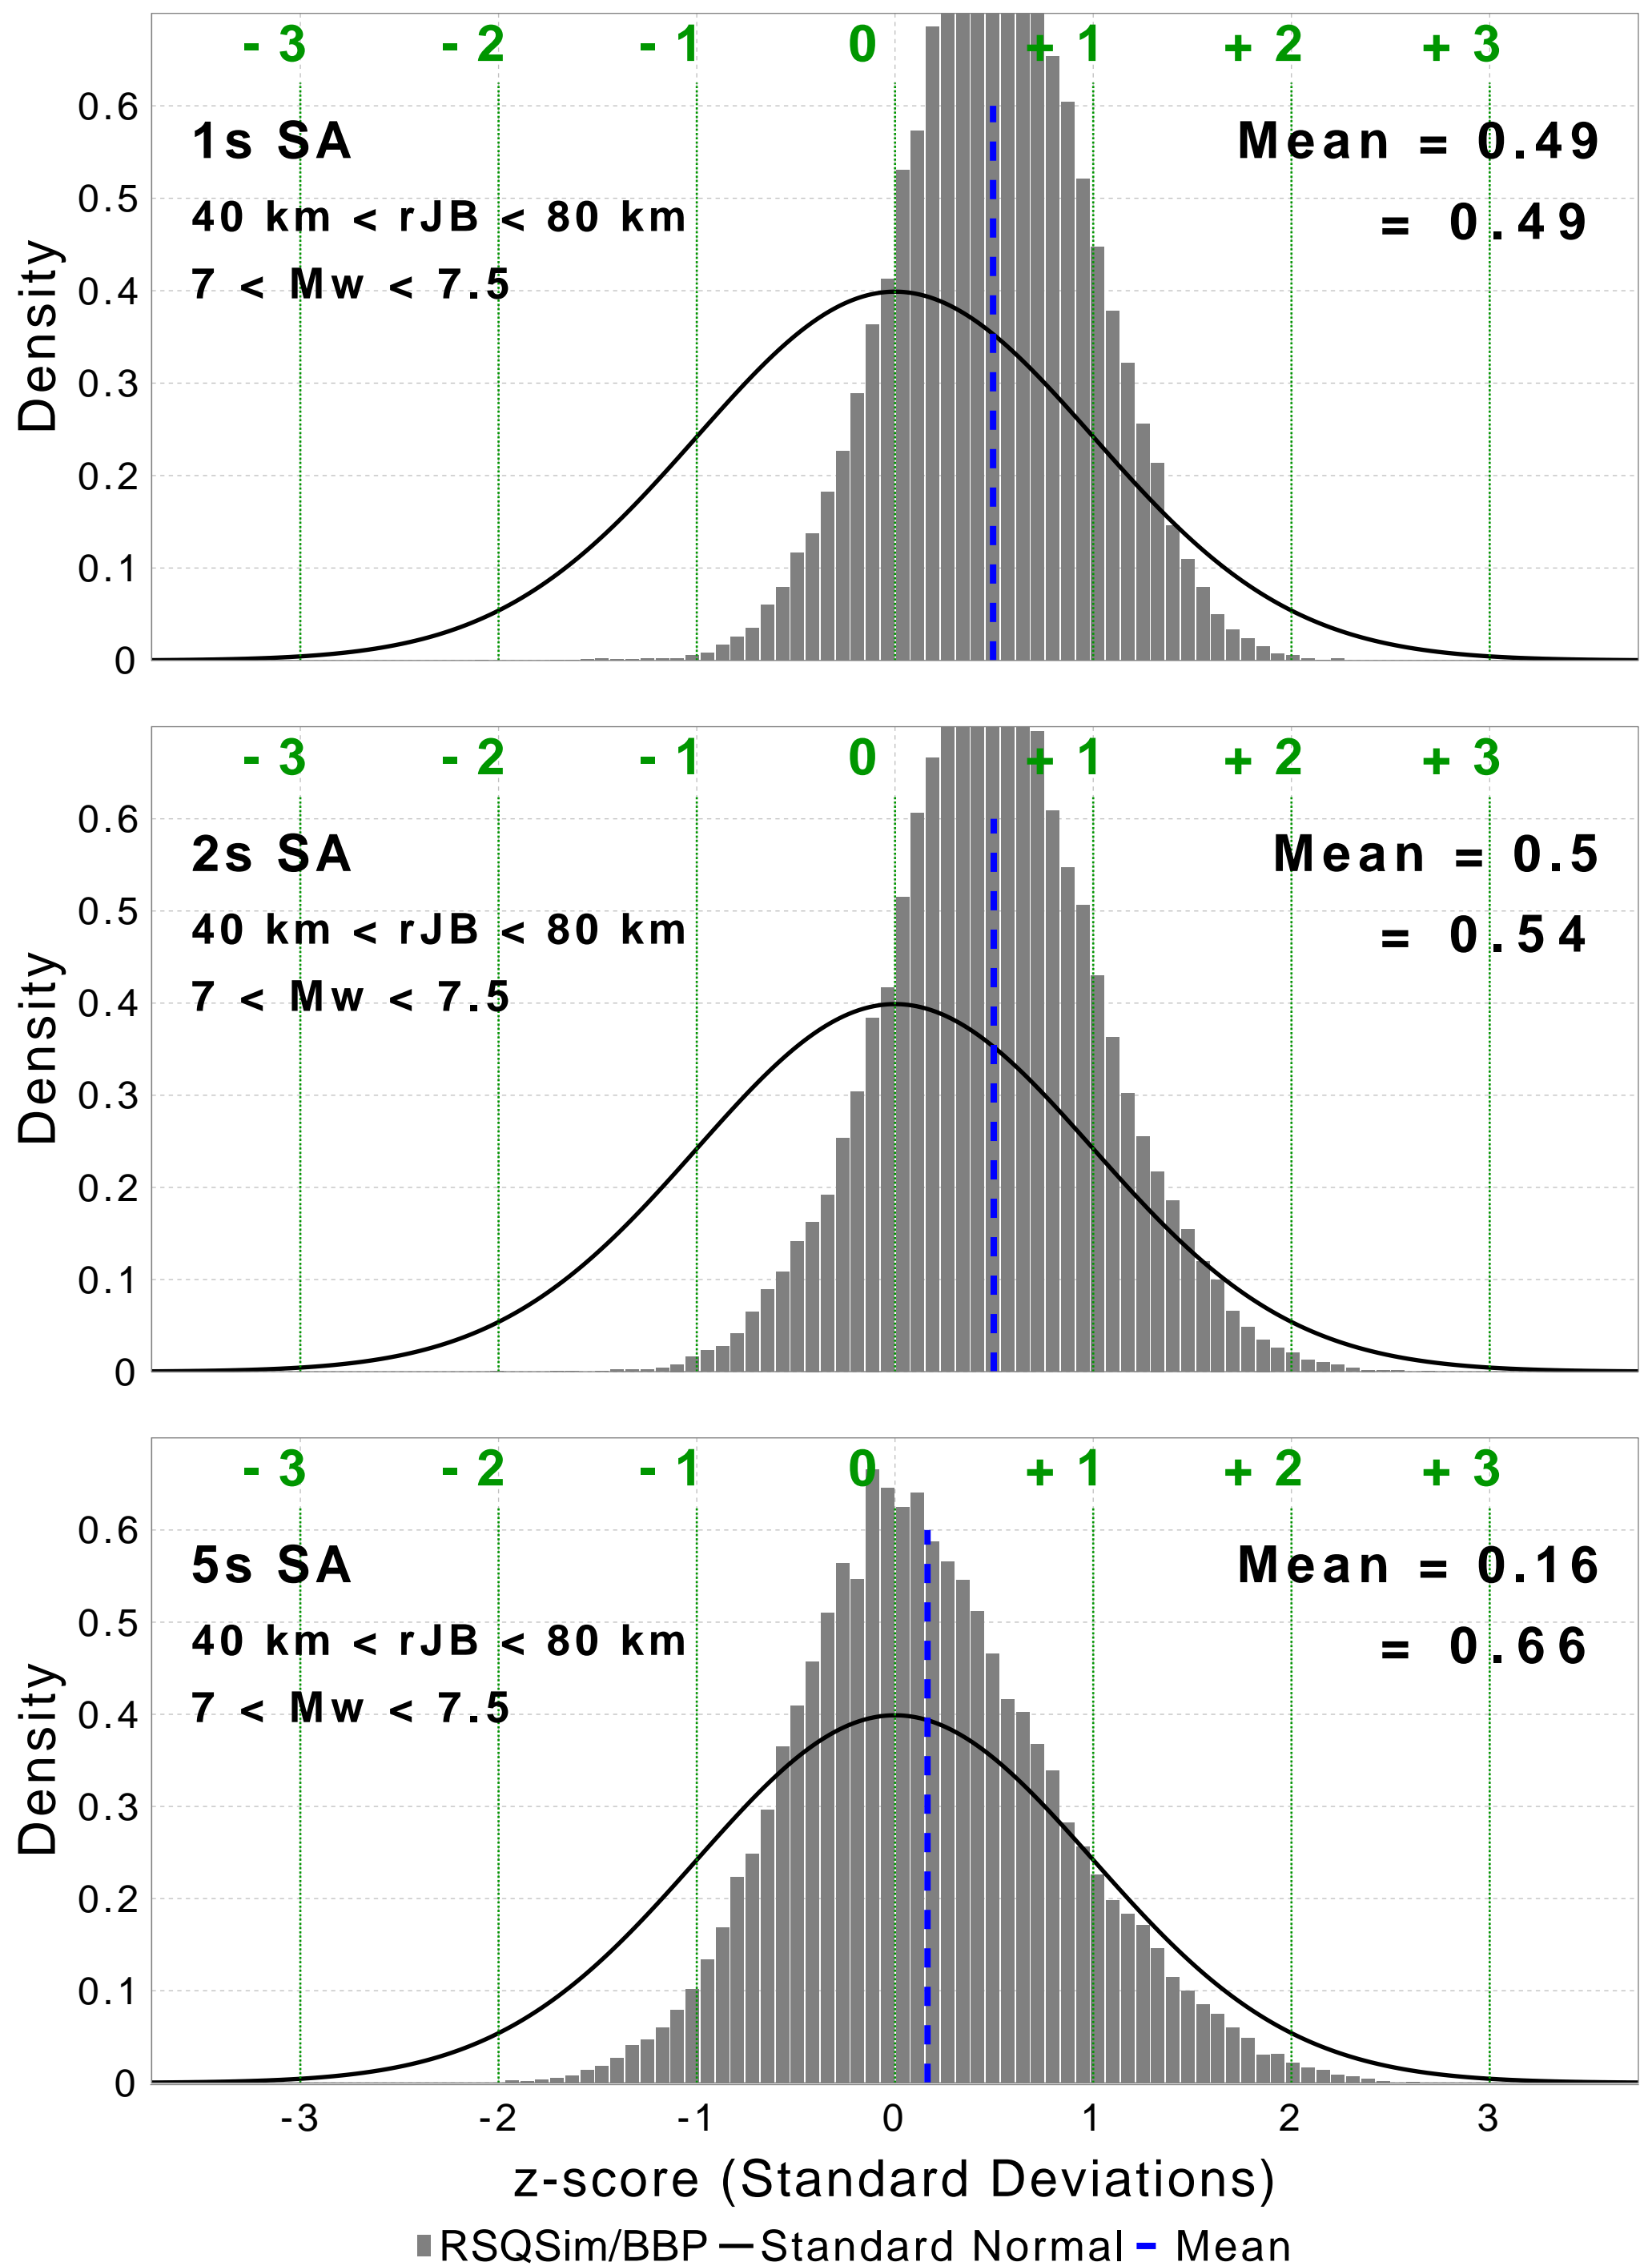 - 3 - 2 - 1 0 + 1 + 2 + 3
0.6
1s SA
Mean = 0.49
0.5
40 km < rJB < 80 km
= 0.49
7 < Mw < 7.5
0.4
0.3
0.2
0.1
0
Density
- 3 - 2 - 1 0 + 1 + 2 + 3
0.6
2s SA
Mean = 0.5
0.5
40 km < rJB < 80 km
= 0.54
7 < Mw < 7.5
0.4
0.3
0.2
0.1
0
Density
- 3 - 2 - 1 0 + 1 + 2 + 3
0.6
5s SA
Mean = 0.16
0.5
40 km < rJB < 80 km
= 0.66
7 < Mw < 7.5
0.4
0.3
0.2
0.1
0
Density
-3 -2 -1 0 1 2 3
z-score (Standard Deviations)
RSQSim/BBP Standard Normal Mean